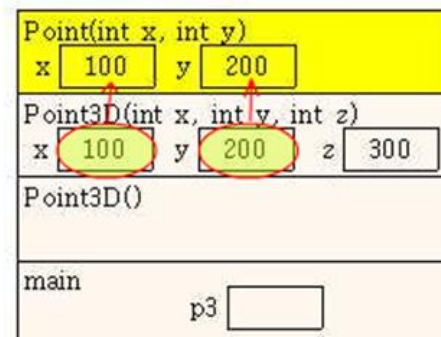 Point(int x, int y)
x 100 y 200
Point3D(int x, int y, int z)
x 100 y 200 z 300
Point3D()
main
p3